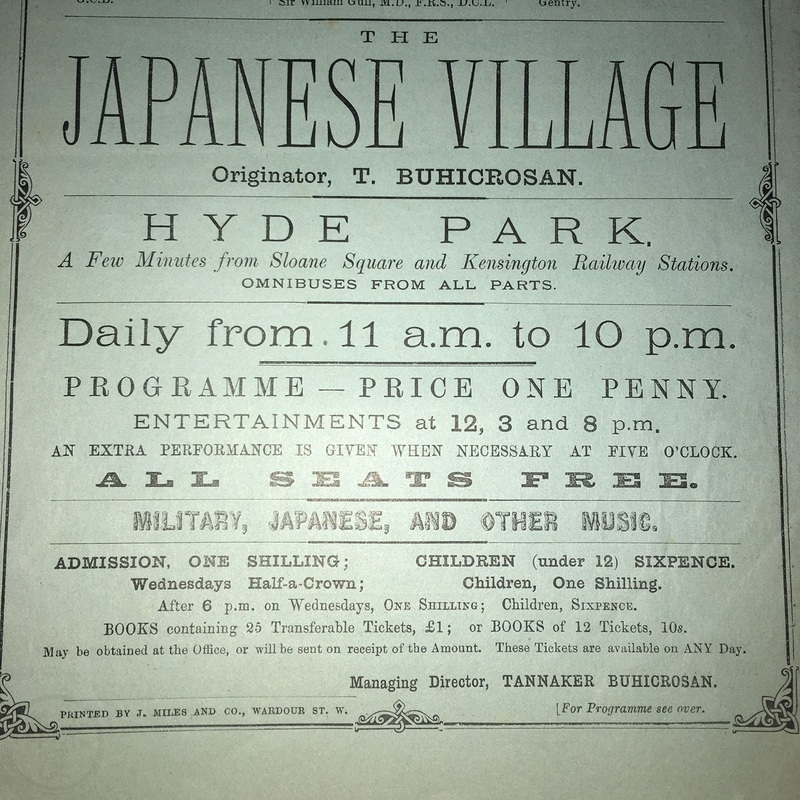 G.C.B. Sir William Gull, M.D., F.R.S., D.C.L. Gentry.
THE
JAPANESE VILLAGE
Originator, T. BUHICROSAN.
HYDE PARK.
A Few Minutes from Sloane Square and Kensington Railway Stations.
OMNIBUSES FROM ALL PARTS.
Daily from 11 a.m. to 10 p.m.
PROGRAMME — PRICE ONE PENNY.
ENTERTAINMENTS at 12, 3 and 8 p.m.
AN EXTRA PERFORMANCE IS GIVEN WHEN NECESSARY AT FIVE O'CLOCK.
ALL SEATS FREE.
MILITARY, JAPANESE, AND OTHER MUSIC.
ADMISSION, ONE SHILLING; CHILDREN (under 12) SIXPENCE.
Wednesdays Half-a-Crown; Children, One Shilling.
After 6 p.m. on Wednesdays, ONE SHILLING; Children, SIXPENCE.
BOOKS containing 25 Transferable Tickets, £1; or BOOKS of 12 Tickets, 10s.
May be obtained at the Office, or will be sent on receipt of the Amount. These Tickets are available on ANY Day.
Managing Director, TANNAKER BUHICROSAN.
PRINTED BY J. MILES AND CO., WARDOUR ST. W. [For Programme see over.